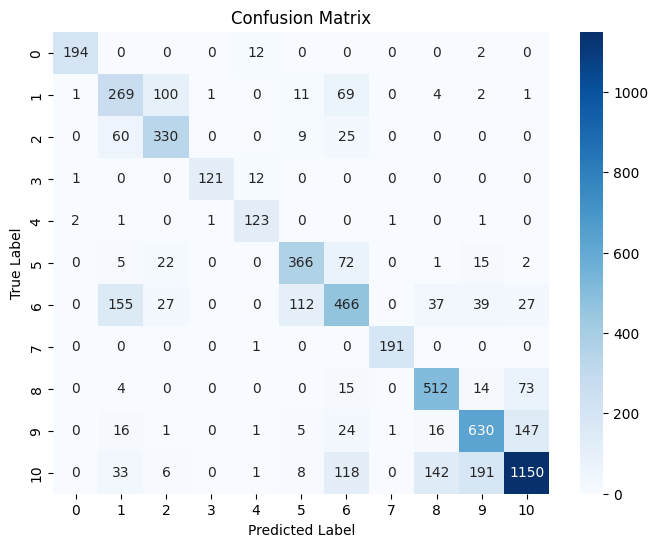 Confusion Matrix
0 194 0 0 0 12 0 0 0 0 2 0
1 1 269 100 1 0 11 69 0 4 2 1
2 0 60 330 0 0 9 25 0 0 0 0
3 1 0 0 121 12 0 0 0 0 0 0
4 2 1 0 1 123 0 0 1 0 1 0
5 0 5 22 0 0 366 72 0 1 15 2
6 0 155 27 0 0 112 466 0 37 39 27
7 0 0 0 0 1 0 0 191 0 0 0
8 0 4 0 0 0 0 15 0 512 14 73
9 0 16 1 0 1 5 24 1 16 630 147
10 0 33 6 0 1 8 118 0 142 191 1150
0 1 2 3 4 5 6 7 8 9 10
Predicted Label
True Label
1000
800
600
400
200
0